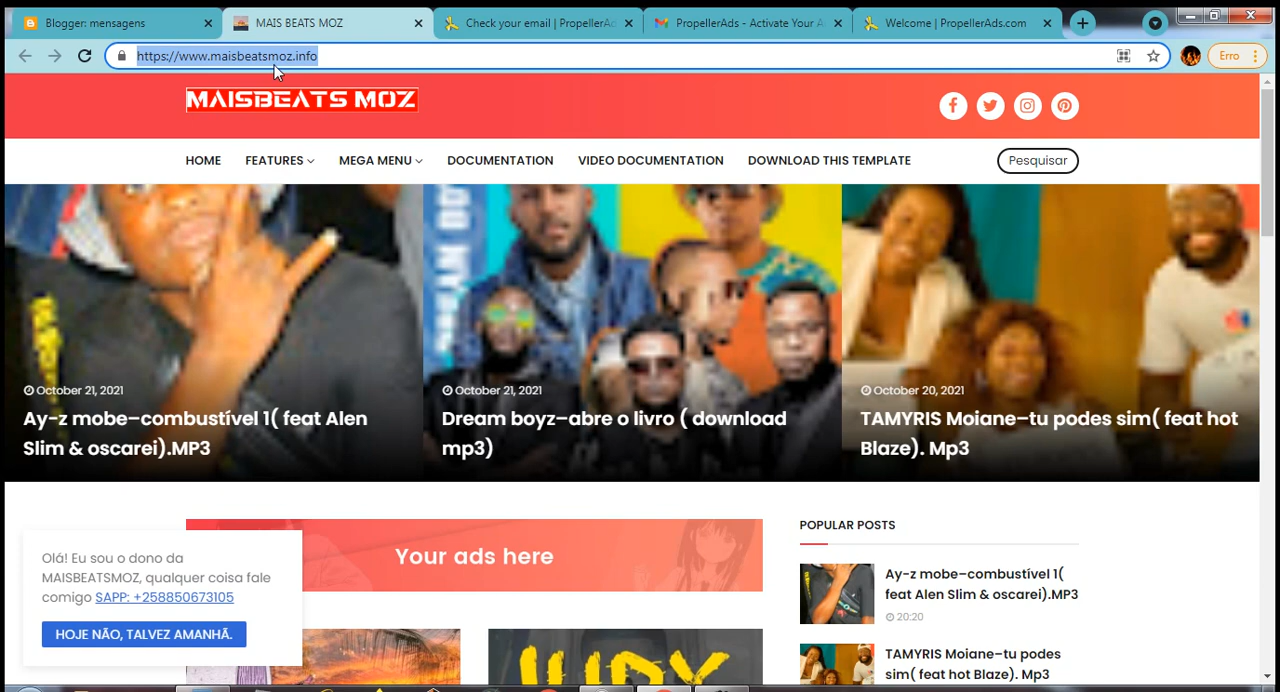 Blogger: mensagens
MAIS BEATS MOZ
Check your email | PropellerAd
PropellerAds - Activate Your A
Welcome | PropellerAds.com
https://www.maisbeatsmoz.info
Erro
MAISBEATS MOZ
HOME
FEATURES
MEGA MENU
DOCUMENTATION
VIDEO DOCUMENTATION
DOWNLOAD THIS TEMPLATE
Pesquisar
October 21, 2021
Ay-z mobe–combustível 1( feat Alen
Slim & oscarei).MP3
October 21, 2021
Dream boyz–abre o livro ( download
mp3)
October 20, 2021
TAMYRIS Moiane–tu podes sim( feat hot
Blaze). Mp3
Olá! Eu sou o dono da
MAISBEATSMOZ, qualquer coisa fale
comigo SAPP: +258850673105
HOJE NÃO, TALVEZ AMANHÃ.
Your ads here
POPULAR POSTS
Ay-z mobe–combustível 1(
feat Alen Slim & oscarei).MP3
20:20
TAMYRIS Moiane–tu podes
sim( feat hot Blaze). Mp3